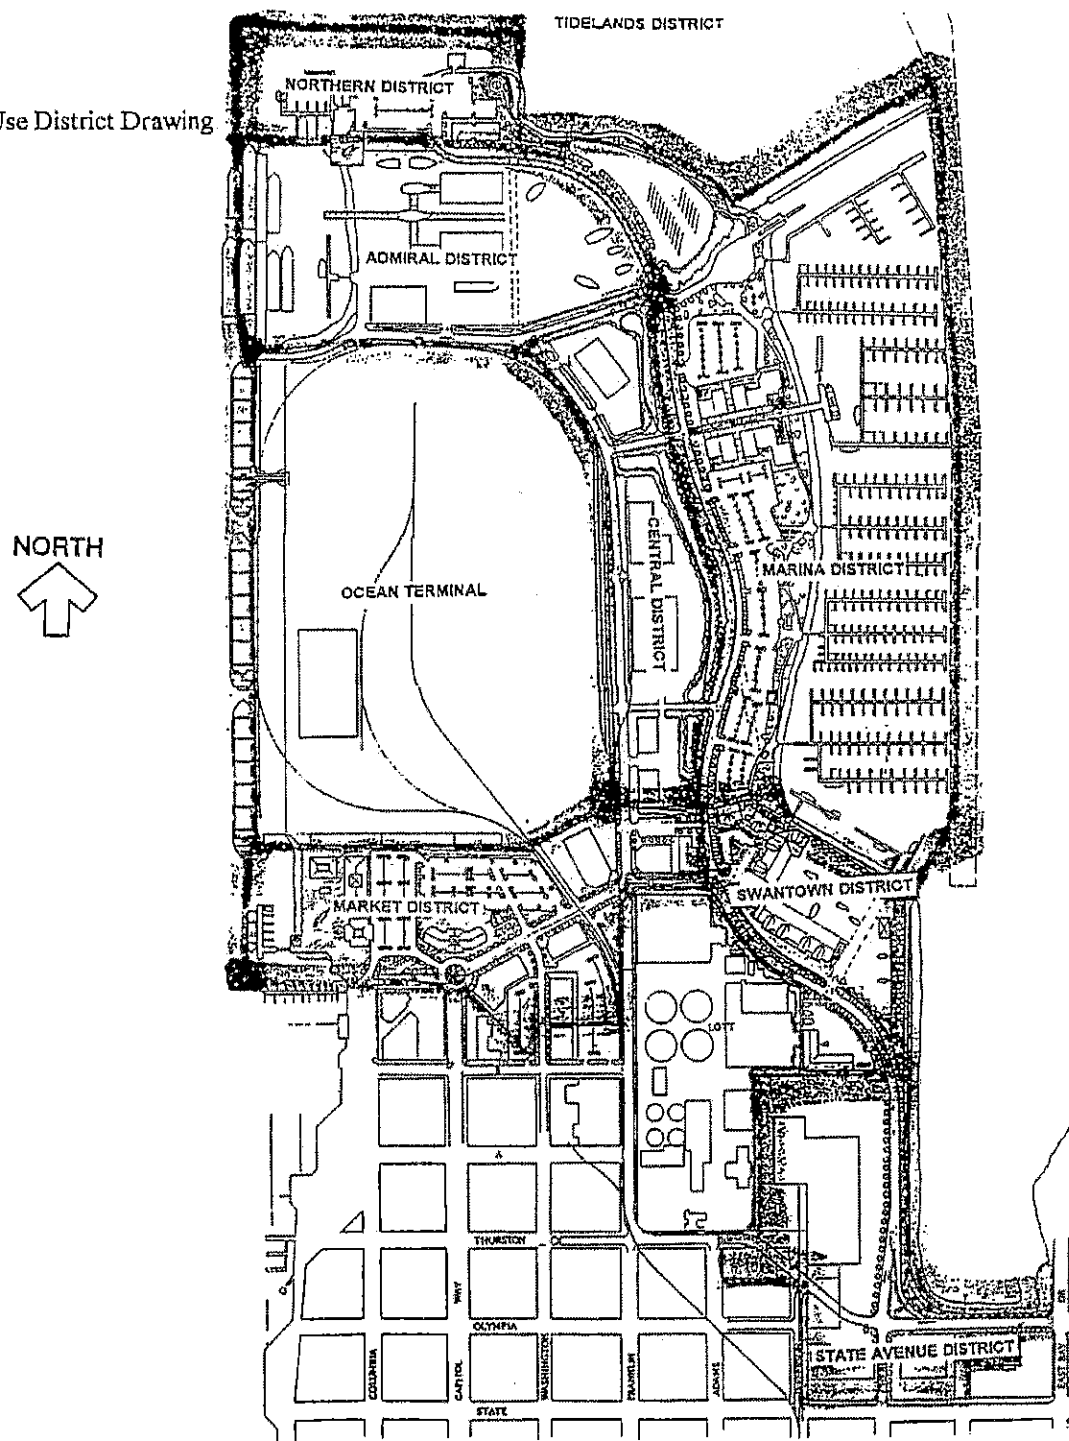 TIDELANDS DISTRICT
NORTHERN DISTRICT
Use District Drawing
ADMIRAL DISTRICT
NORTH
OCEAN TERMINAL
CENTRAL DISTRICT
MARINA DISTRICT
SWANTOWN DISTRICT
MARKET DISTRICT
LOTT
THURSTON
WAY
OLYMPIA
COLUMBIA
CAPITOL
WASHINGTON
FRANKLIN
ADAMS
STATE AVENUE DISTRICT
EAST BAY
DR
STATE